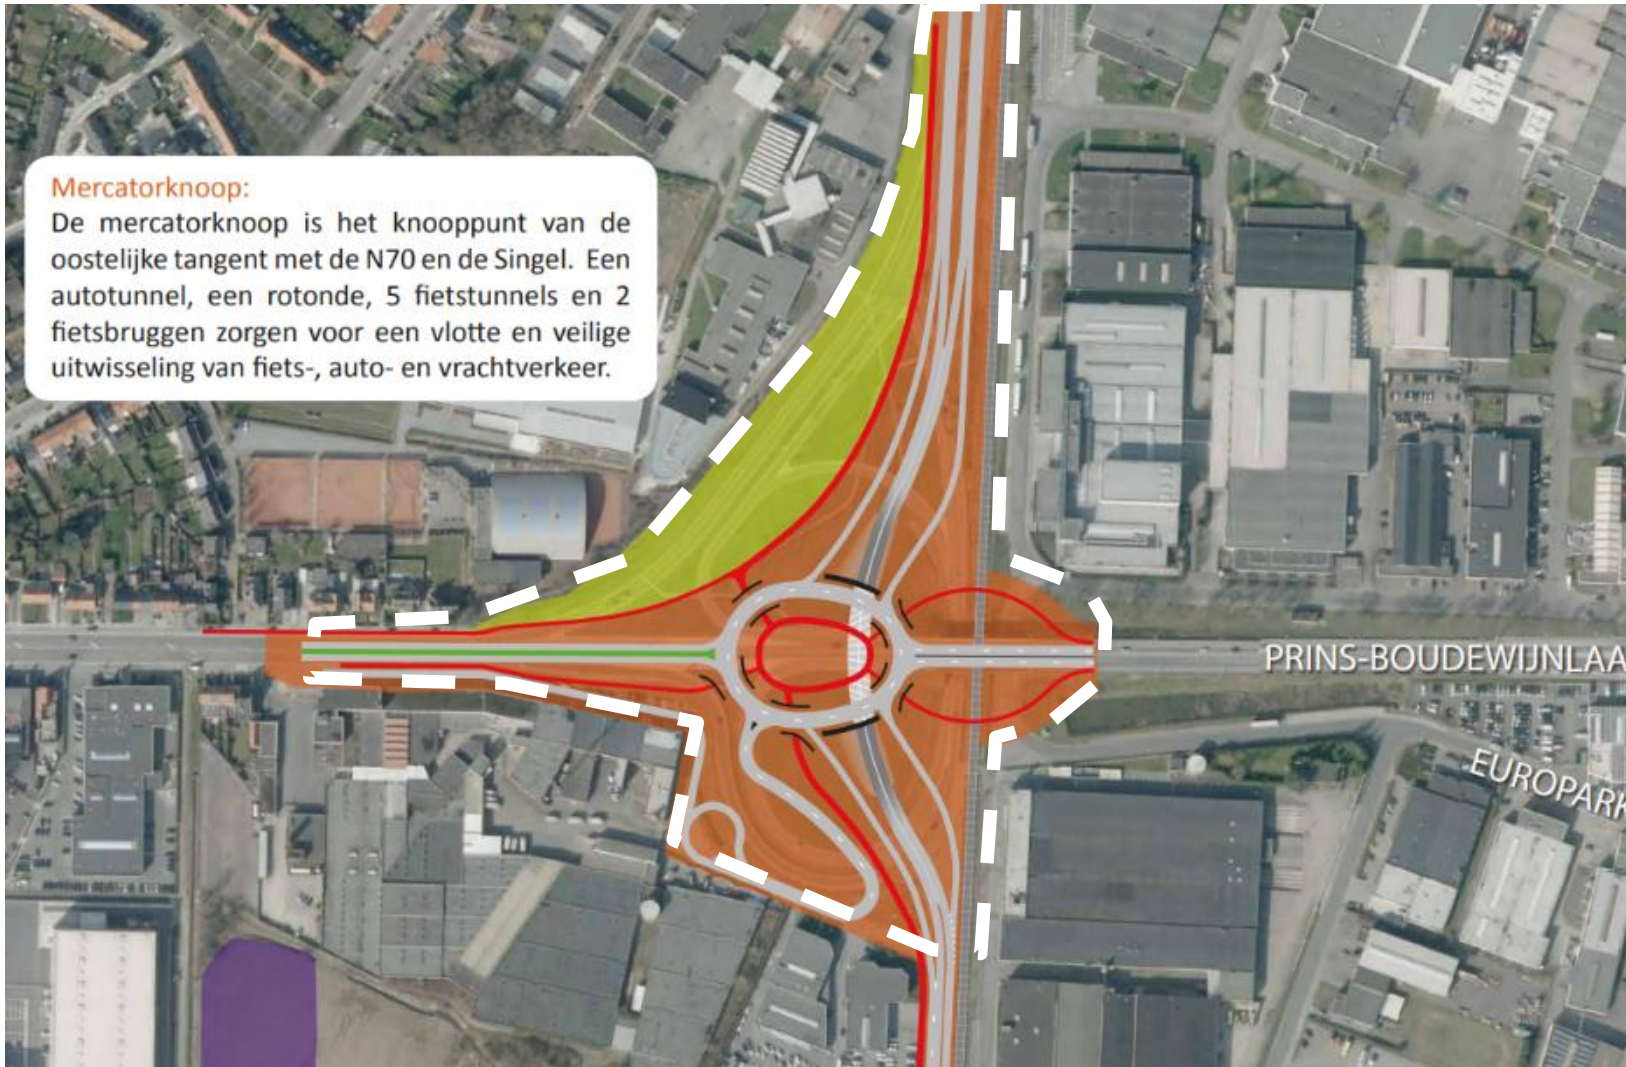 Mercatorknoop:
De mercatorknoop is het knooppunt van de
oostelijke tangent met de N70 en de Singel. Een
autotunnel, een rotonde, 5 fietstunnels en 2
fietsbruggen zorgen voor een vlotte en veilige
uitwisseling van fiets-, auto- en vrachtverkeer.
PRINS-BOUDEWIJNLAA
EUROPARK